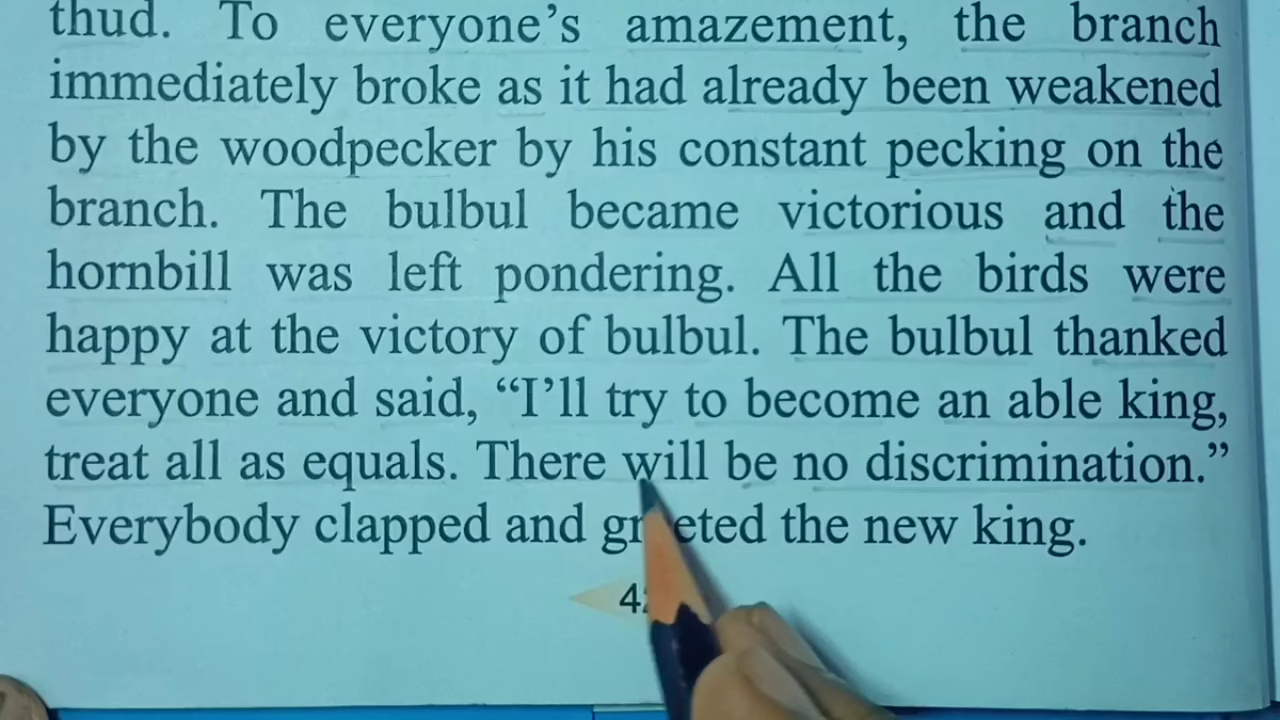 thud. To everyone’s amazement, the branch
immediately broke as it had already been weakened
by the woodpecker by his constant pecking on the
branch. The bulbul became victorious and the
hornbill was left pondering. All the birds were
happy at the victory of bulbul. The bulbul thanked
everyone and said, “I’ll try to become an able king,
treat all as equals. There will be no discrimination.”
Everybody clapped and greeted the new king.